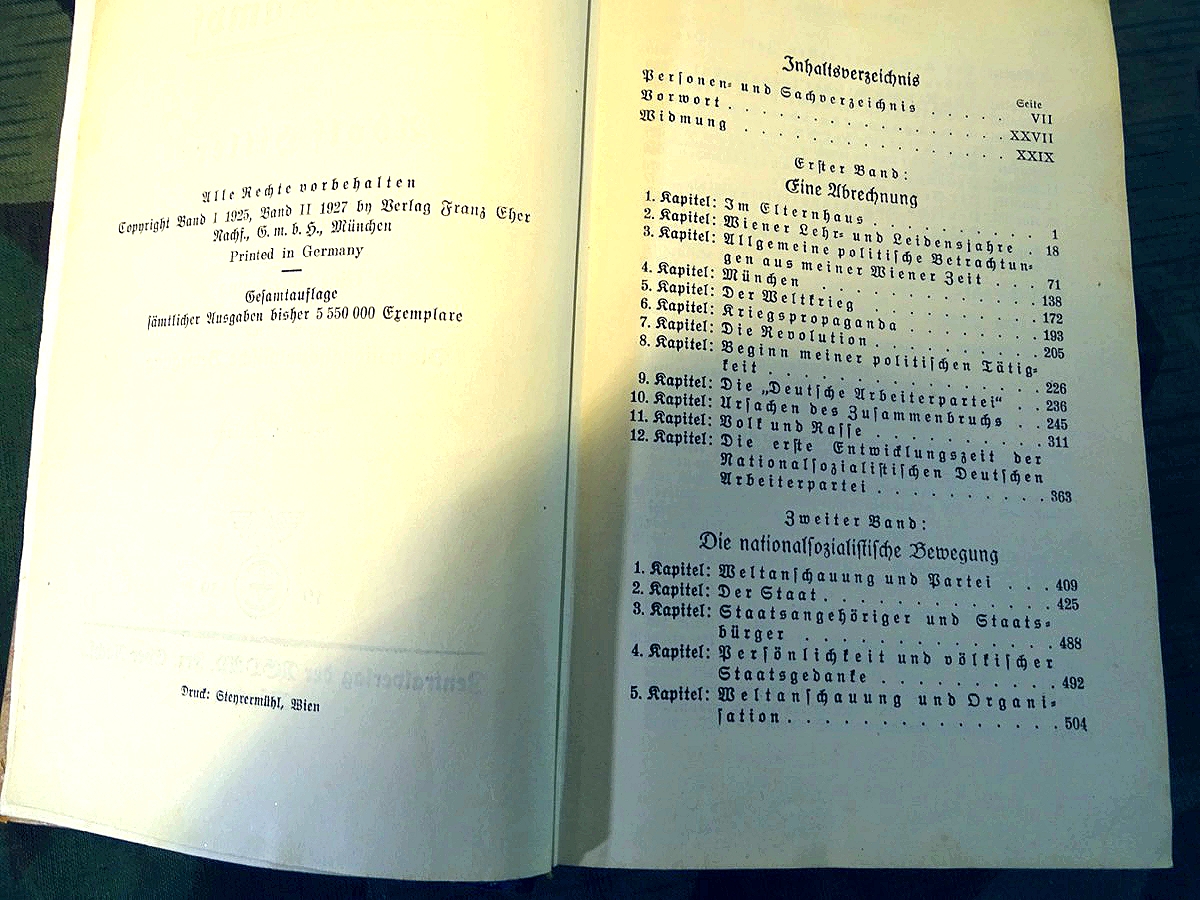 Alle Rechte vorbehalten
Copyright Band I 1925, Band II 1927 by Verlag Franz Eher
Nachf., G. m. b. H., München
Printed in Germany
Gesamtauflage
sämtlicher Ausgaben bisher 5 550 000 Exemplare
Druck: Steyrermühl, Wien
Inhaltsverzeichnis
Seite
Personen- und Sachverzeichnis . . . . . VII
Vorwort . . . . . . . . . . . . . . XXVII
Widmung . . . . . . . . . . . . . . XXIX
Erster Band:
Eine Abrechnung
1. Kapitel: Im Elternhaus . . . . . . . . . . 1
2. Kapitel: Wiener Lehr- und Leidensjahre . 18
3. Kapitel: Allgemeine politische Betrachtun-
gen aus meiner Wiener Zeit . . . 71
4. Kapitel: München . . . . . . . . . . . . 138
5. Kapitel: Der Weltkrieg . . . . . . . . . 172
6. Kapitel: Kriegspropaganda . . . . . . . 193
7. Kapitel: Die Revolution . . . . . . . . . 205
8. Kapitel: Beginn meiner politischen Tätig-
keit . . . . . . . . . . . . . . 226
9. Kapitel: Die „Deutsche Arbeiterpartei“ . . 236
10. Kapitel: Ursachen des Zusammenbruchs . . 245
11. Kapitel: Volk und Rasse . . . . . . . . . 311
12. Kapitel: Die erste Entwicklungszeit der
Nationalsozialistischen Deutschen
Arbeiterpartei . . . . . . . . . 363
Zweiter Band:
Die nationalsozialistische Bewegung
1. Kapitel: Weltanschauung und Partei . . . 409
2. Kapitel: Der Staat . . . . . . . . . . . . 425
3. Kapitel: Staatsangehöriger und Staats-
bürger . . . . . . . . . . . . . 488
4. Kapitel: Persönlichkeit und völkischer
Staatsgedanke . . . . . . . . . . 492
5. Kapitel: Weltanschauung und Organi-
sation . . . . . . . . . . . . . . 504